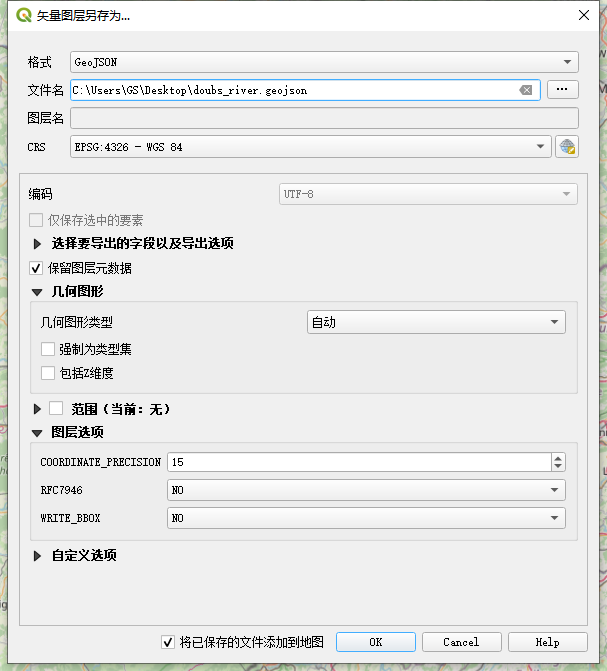 矢量图层另存为...
格式 GeoJSON
文件名 C:\Users\GS\Desktop\doubs_river.geojson ...
图层名
CRS EPSG:4326 - WGS 84
编码 UTF-8
仅保存选中的要素
选择要导出的字段以及导出选项
保留图层元数据
几何图形
几何图形类型 自动
强制为类型集
包括Z维度
范围（当前：无）
图层选项
COORDINATE_PRECISION 15
RFC7946 NO
WRITE_BBOX NO
自定义选项
将已保存的文件添加到地图 OK Cancel Help